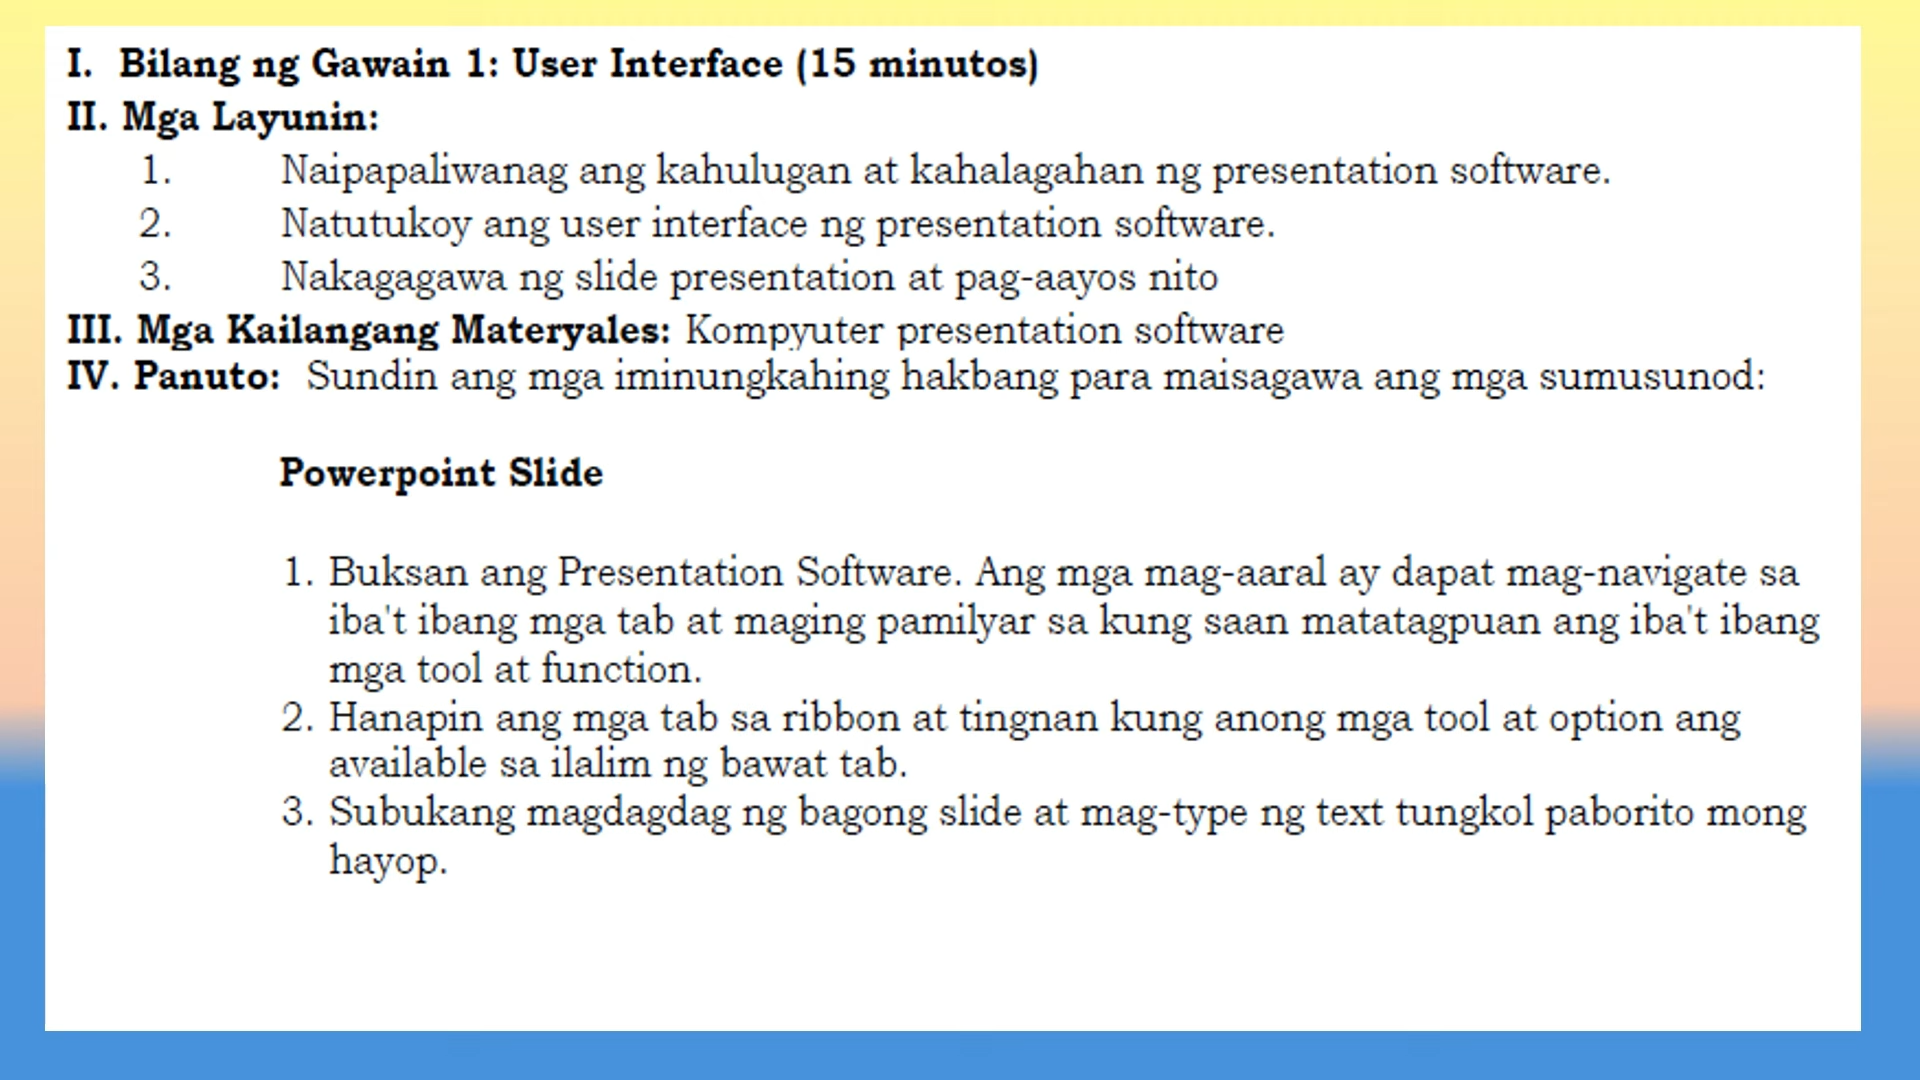 I. Bilang ng Gawain 1: User Interface (15 minutos)
II. Mga Layunin:
1. Naipapaliwanag ang kahulugan at kahalagahan ng presentation software.
2. Natutukoy ang user interface ng presentation software.
3. Nakagagawa ng slide presentation at pag-aayos nito
III. Mga Kailangang Materyales: Kompyuter presentation software
IV. Panuto: Sundin ang mga iminungkahing hakbang para maisagawa ang mga sumusunod:
Powerpoint Slide
1. Buksan ang Presentation Software. Ang mga mag-aaral ay dapat mag-navigate sa
iba't ibang mga tab at maging pamilyar sa kung saan matatagpuan ang iba't ibang
mga tool at function.
2. Hanapin ang mga tab sa ribbon at tingnan kung anong mga tool at option ang
available sa ilalim ng bawat tab.
3. Subukang magdagdag ng bagong slide at mag-type ng text tungkol paborito mong
hayop.